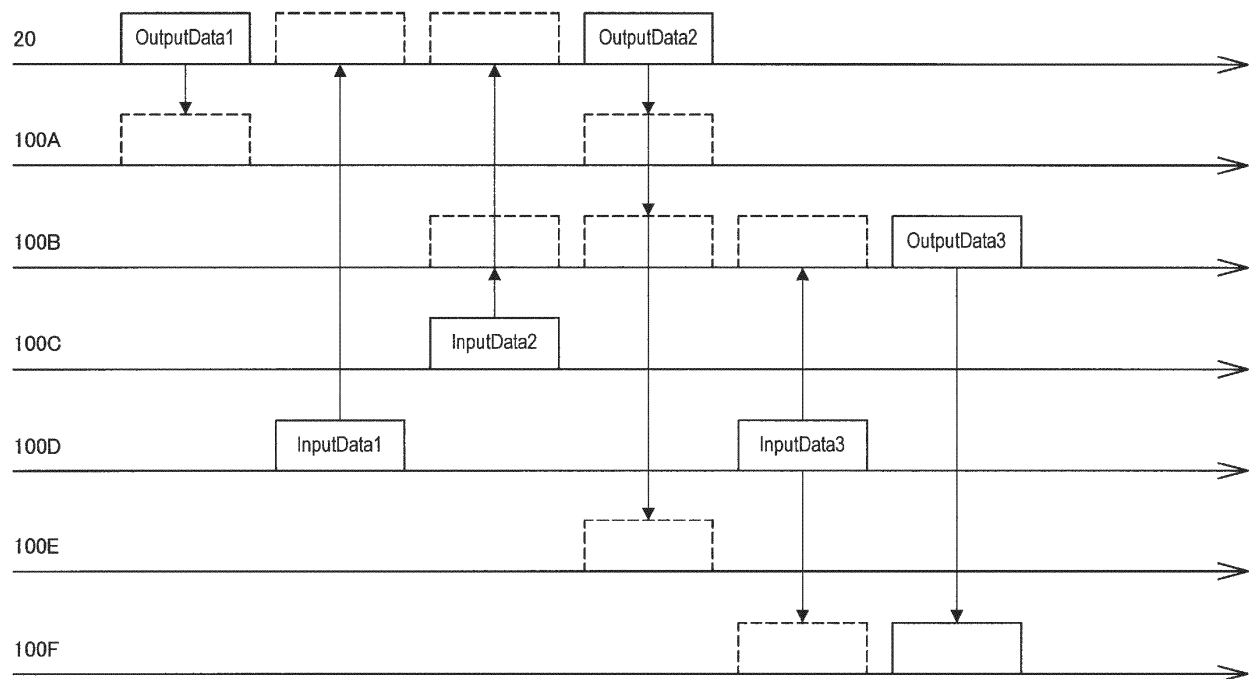 20 OutputData1 OutputData2
100A
100B OutputData3
100C InputData2
100D InputData1 InputData3
100E
100F